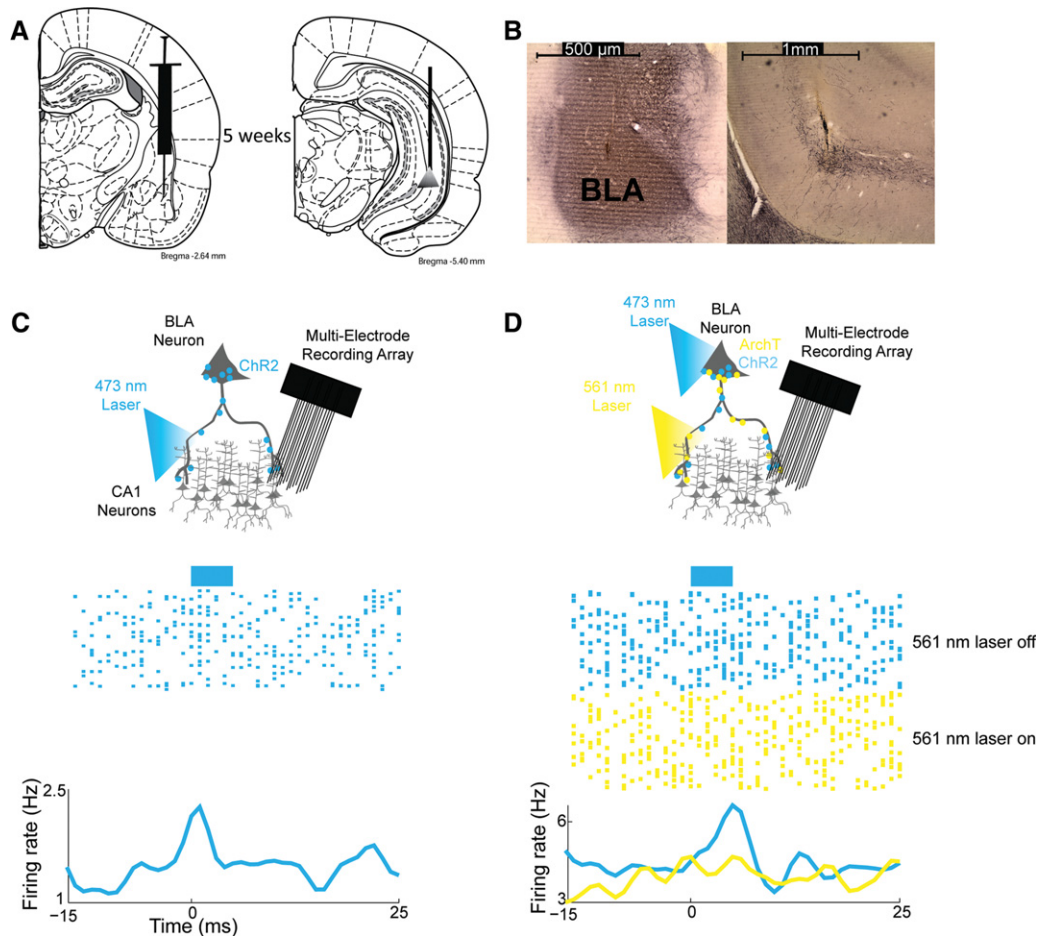 A
5 weeks
Bregma -2.64 mm
Bregma -5.40 mm
B
500 µm
BLA
1mm
C
BLA
Neuron
ChR2
Multi-Electrode
Recording Array
473 nm
Laser
CA1
Neurons
2.5
Firing rate (Hz)
1
−15
0
25
Time (ms)
D
473 nm
Laser
BLA
Neuron
ArchT
ChR2
Multi-Electrode
Recording Array
561 nm
Laser
561 nm laser off
561 nm laser on
Firing rate (Hz)
6
3
−15
0
25